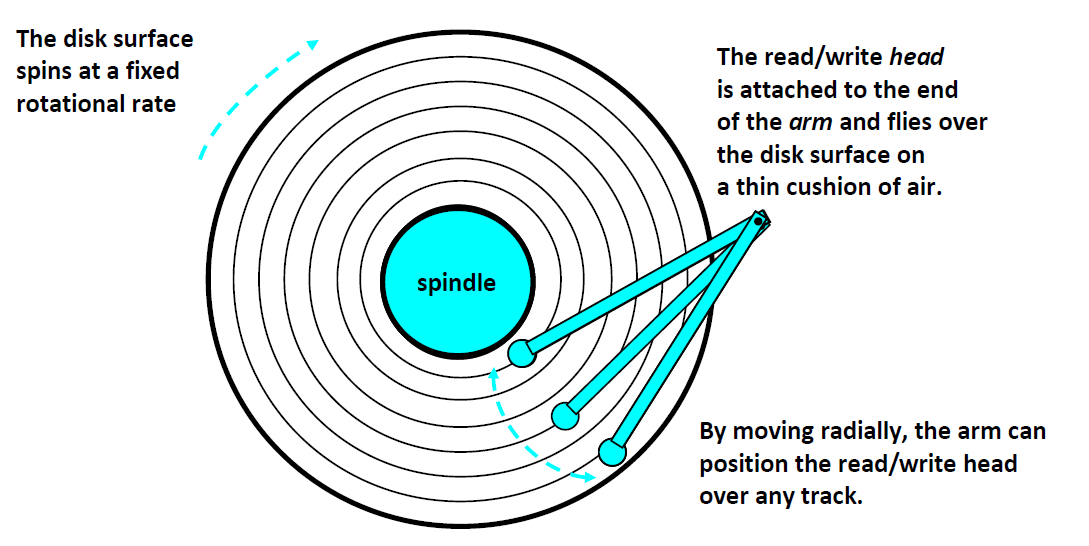 The disk surface
spins at a fixed
rotational rate
The read/write head
is attached to the end
of the arm and flies over
the disk surface on
a thin cushion of air.
spindle
By moving radially, the arm can
position the read/write head
over any track.